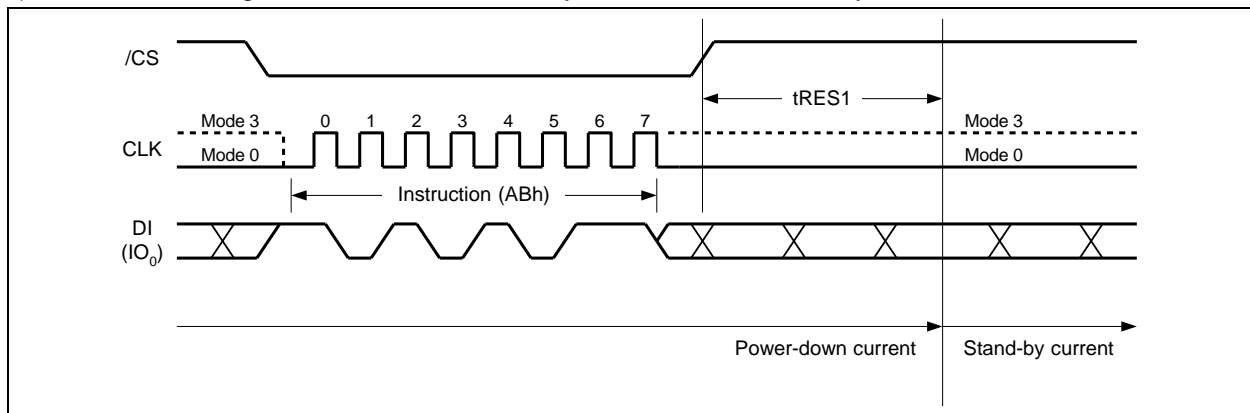 /CS
tRES1
Mode 3 0 1 2 3 4 5 6 7 Mode 3
CLK
Mode 0 Mode 0
Instruction (ABh)
DI
(IO₀)
Power-down current Stand-by current